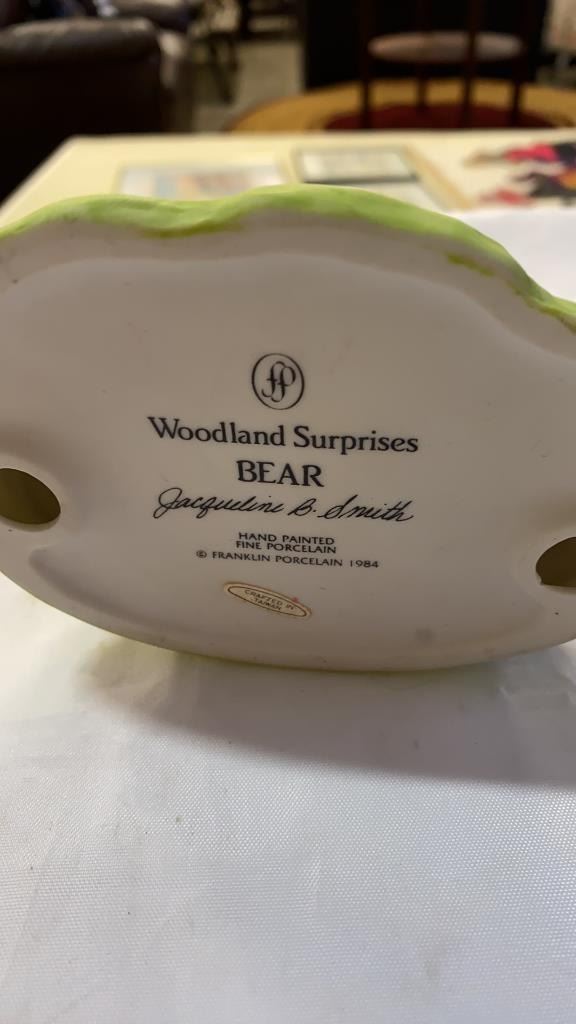 fp
Woodland Surprises
BEAR
Jacqueline B. Smith
HAND PAINTED
FINE PORCELAIN
© FRANKLIN PORCELAIN 1984
CRAFTED IN
TAIWAN